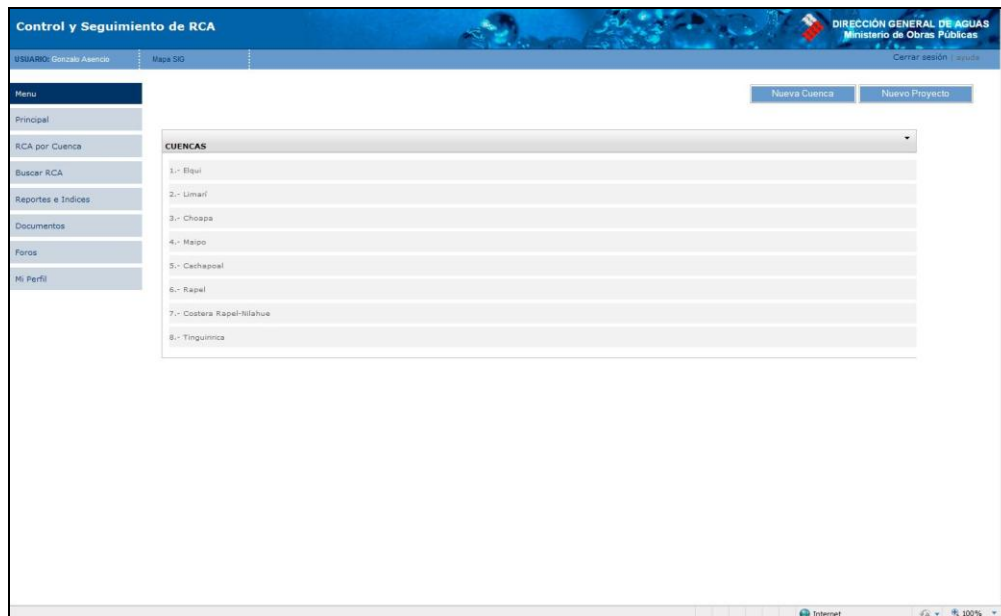 Control y Seguimiento de RCA
DIRECCIÓN GENERAL DE AGUAS
Ministerio de Obras Públicas
USUARIO: Gonzalo Asencio
Mapa SIG
Cerrar sesión | ayuda
Menu
Nueva Cuenca
Nuevo Proyecto
Principal
RCA por Cuenca
Buscar RCA
Reportes e Indices
Documentos
Foros
Mi Perfil
CUENCAS
1.- Elqui
2.- Limarí
3.- Choapa
4.- Maipo
5.- Cachapoal
6.- Rapel
7.- Costera Rapel-Nilahue
8.- Tinguiririca
Internet
100%